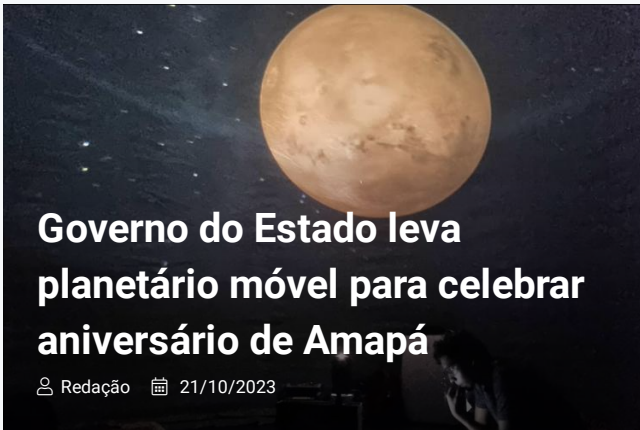 Governo do Estado leva
planetário móvel para celebrar
aniversário de Amapá
Redação 21/10/2023